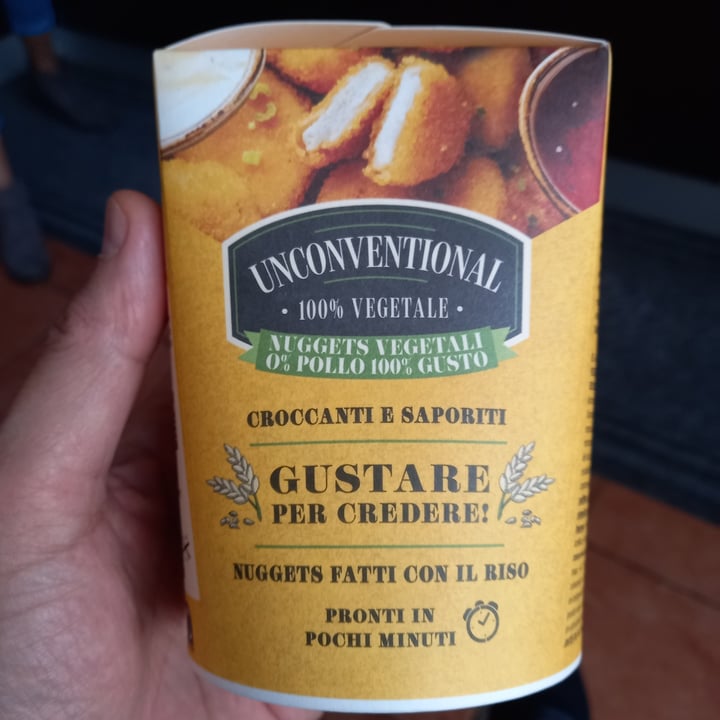 UNCONVENTIONAL
• 100% VEGETALE •
NUGGETS VEGETALI
0% POLLO 100% GUSTO
CROCCANTI E SAPORITI
GUSTARE
PER CREDERE!
NUGGETS FATTI CON IL RISO
PRONTI IN
POCHI MINUTI